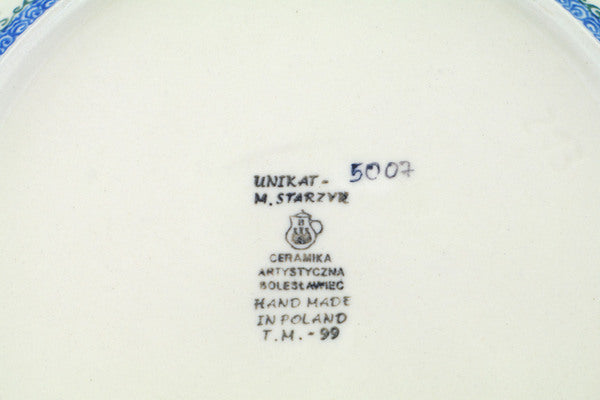 UNIKAT - 5007
M. STARZYK
B
CERAMIKA
ARTYSTYCZNA
BOLESŁAWIEC
HAND MADE
IN POLAND
T.M. - 99